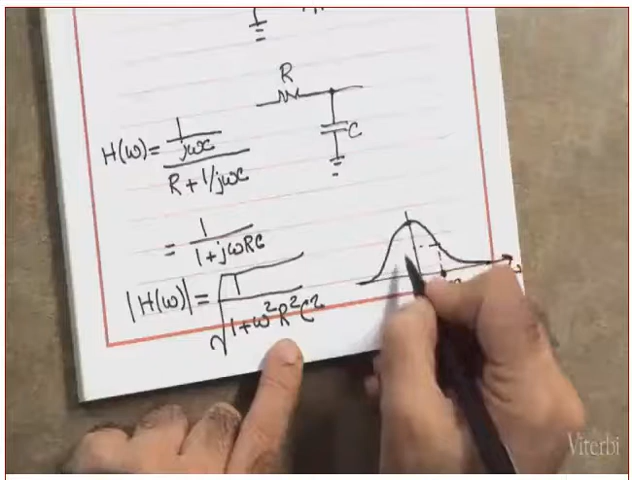 R
C
H(ω) = 1/jωc / R + 1/jωc
= 1 / 1 + jωRC
|H(ω)| = √1 / 1 + ω²R²C²
Viterbi